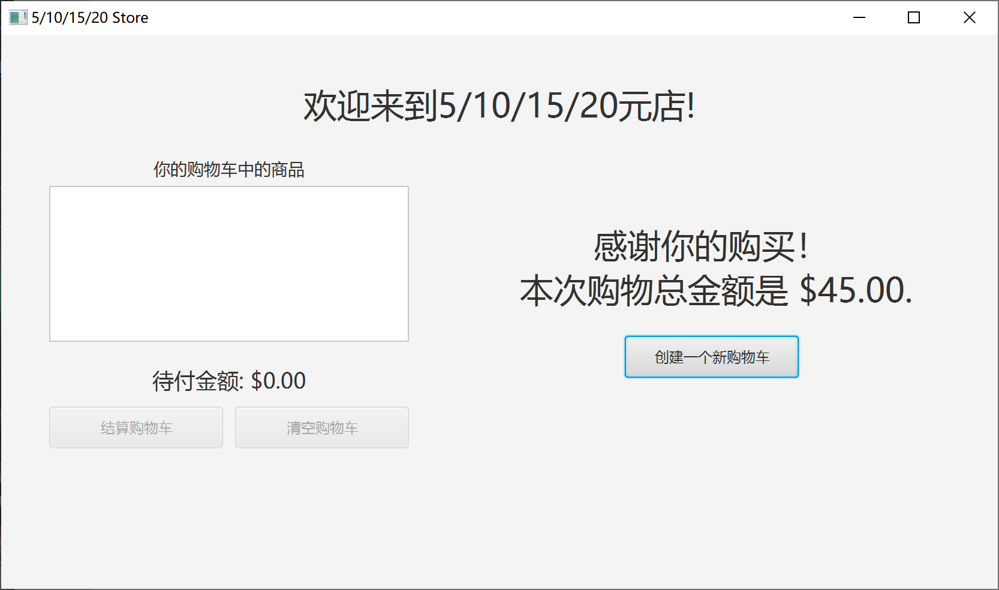 5/10/15/20 Store
欢迎来到5/10/15/20元店!
你的购物车中的商品
待付金额: $0.00
结算购物车
清空购物车
感谢你的购买！
本次购物总金额是 $45.00.
创建一个新购物车